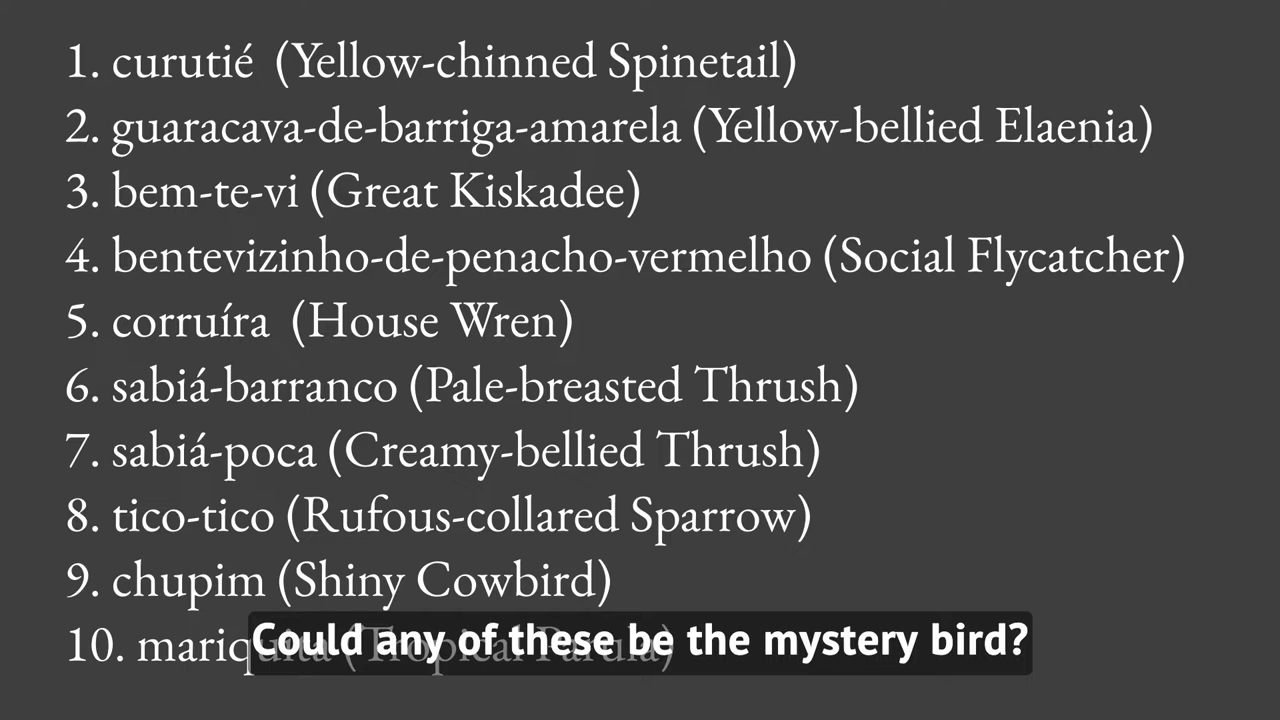 1. curutié (Yellow-chinned Spinetail)
2. guaracava-de-barriga-amarela (Yellow-bellied Elaenia)
3. bem-te-vi (Great Kiskadee)
4. bentevizinho-de-penacho-vermelho (Social Flycatcher)
5. corruíra (House Wren)
6. sabiá-barranco (Pale-breasted Thrush)
7. sabiá-poca (Creamy-bellied Thrush)
8. tico-tico (Rufous-collared Sparrow)
9. chupim (Shiny Cowbird)
10. mariquita (Tropical Parula)
Could any of these be the mystery bird?